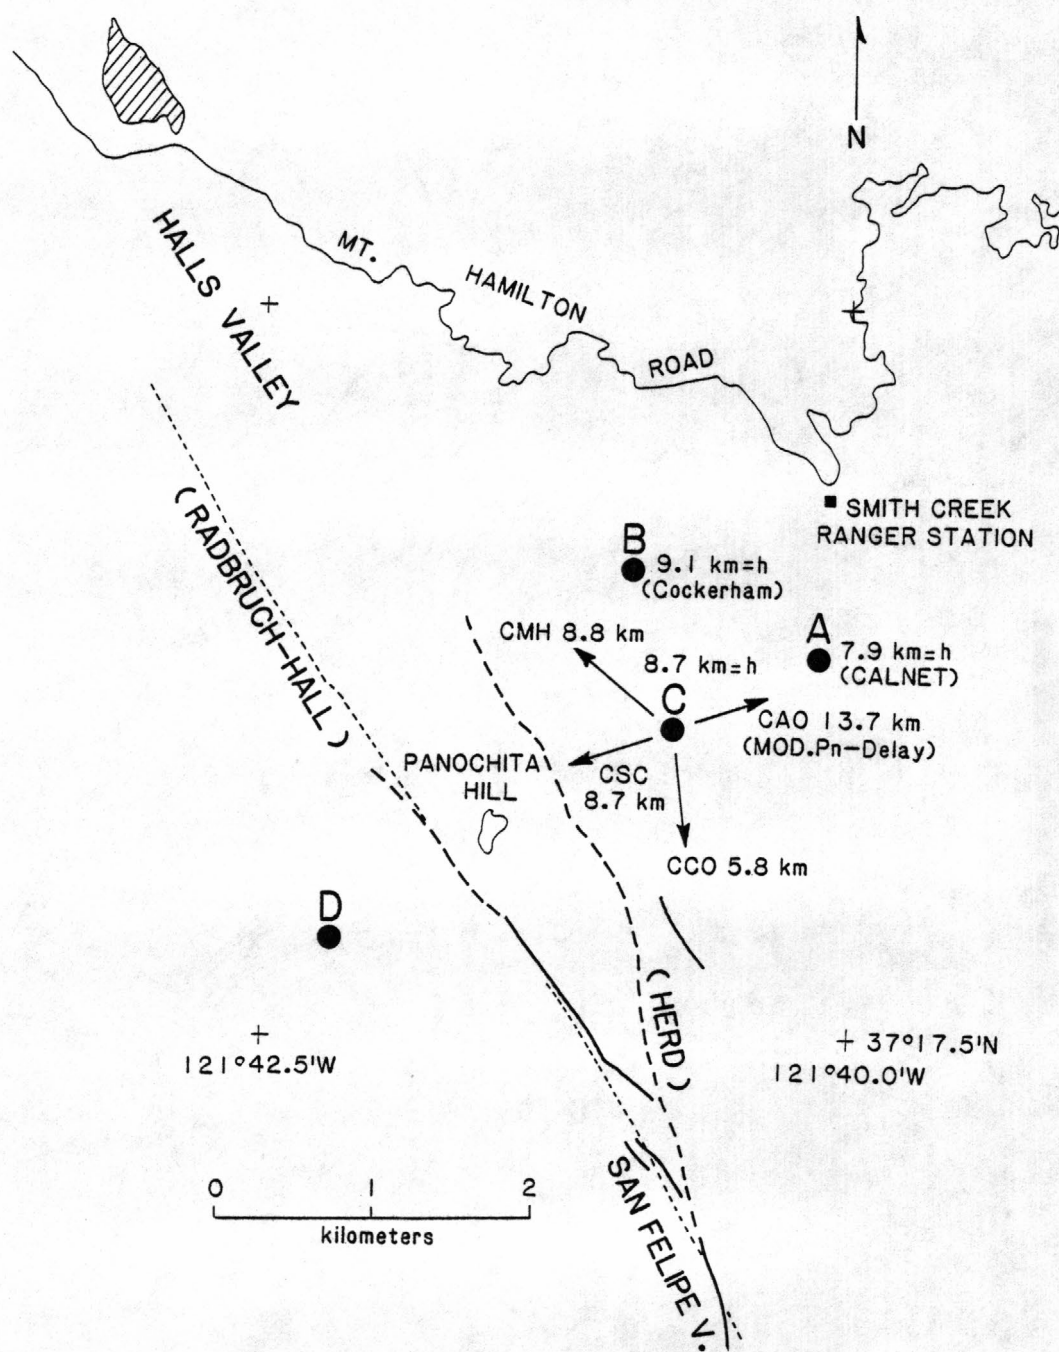 N
HALLS VALLEY
MT.
HAMILTON
ROAD
SMITH CREEK
RANGER STATION
(RADBRUCH-HALL)
B
9.1 km=h
(Cockerham)
A
7.9 km=h
(CALNET)
CMH 8.8 km
8.7 km=h
C
CAO 13.7 km
(MOD.Pn-Delay)
PANOCHITA
HILL
CSC
8.7 km
CCO 5.8 km
D
(HERD)
121°42.5'W
37°17.5'N
121°40.0'W
0 1 2
kilometers
SAN FELIPE V.